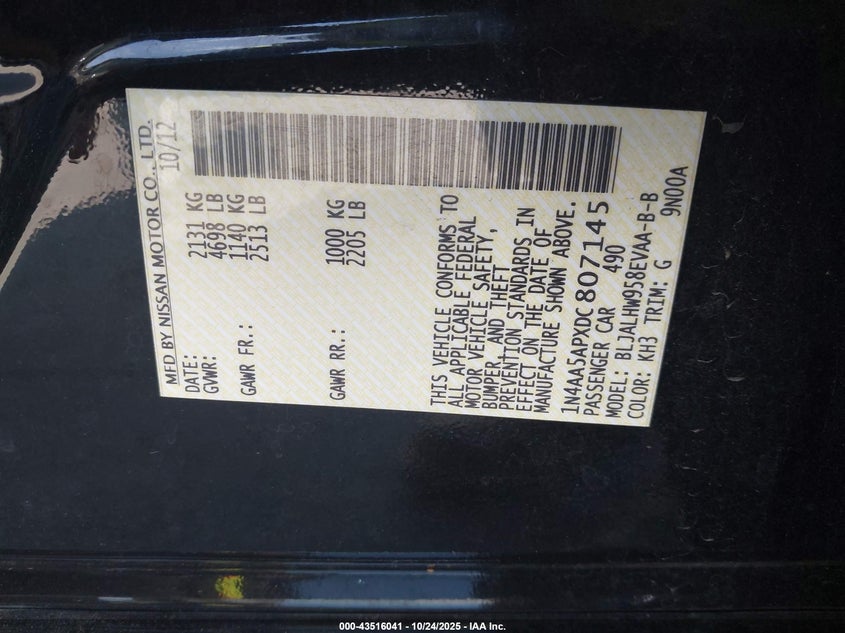 MFD BY NISSAN MOTOR CO., LTD.
DATE: 10/12
GVWR: 2131 KG
4698 LB
GAWR FR.: 1140 KG
2513 LB
GAWR RR.: 1000 KG
2205 LB
THIS VEHICLE CONFORMS TO
ALL APPLICABLE FEDERAL
MOTOR VEHICLE SAFETY,
BUMPER, AND THEFT
PREVENTION STANDARDS IN
EFFECT ON THE DATE OF
MANUFACTURE SHOWN ABOVE.
1N4AA5APXDC807145
PASSENGER CAR 490
MODEL: BLJALHW958EVAA-B-B
COLOR: KH3 TRIM: G 9N00A
000-43516041 - 10/24/2025 - IAA Inc.